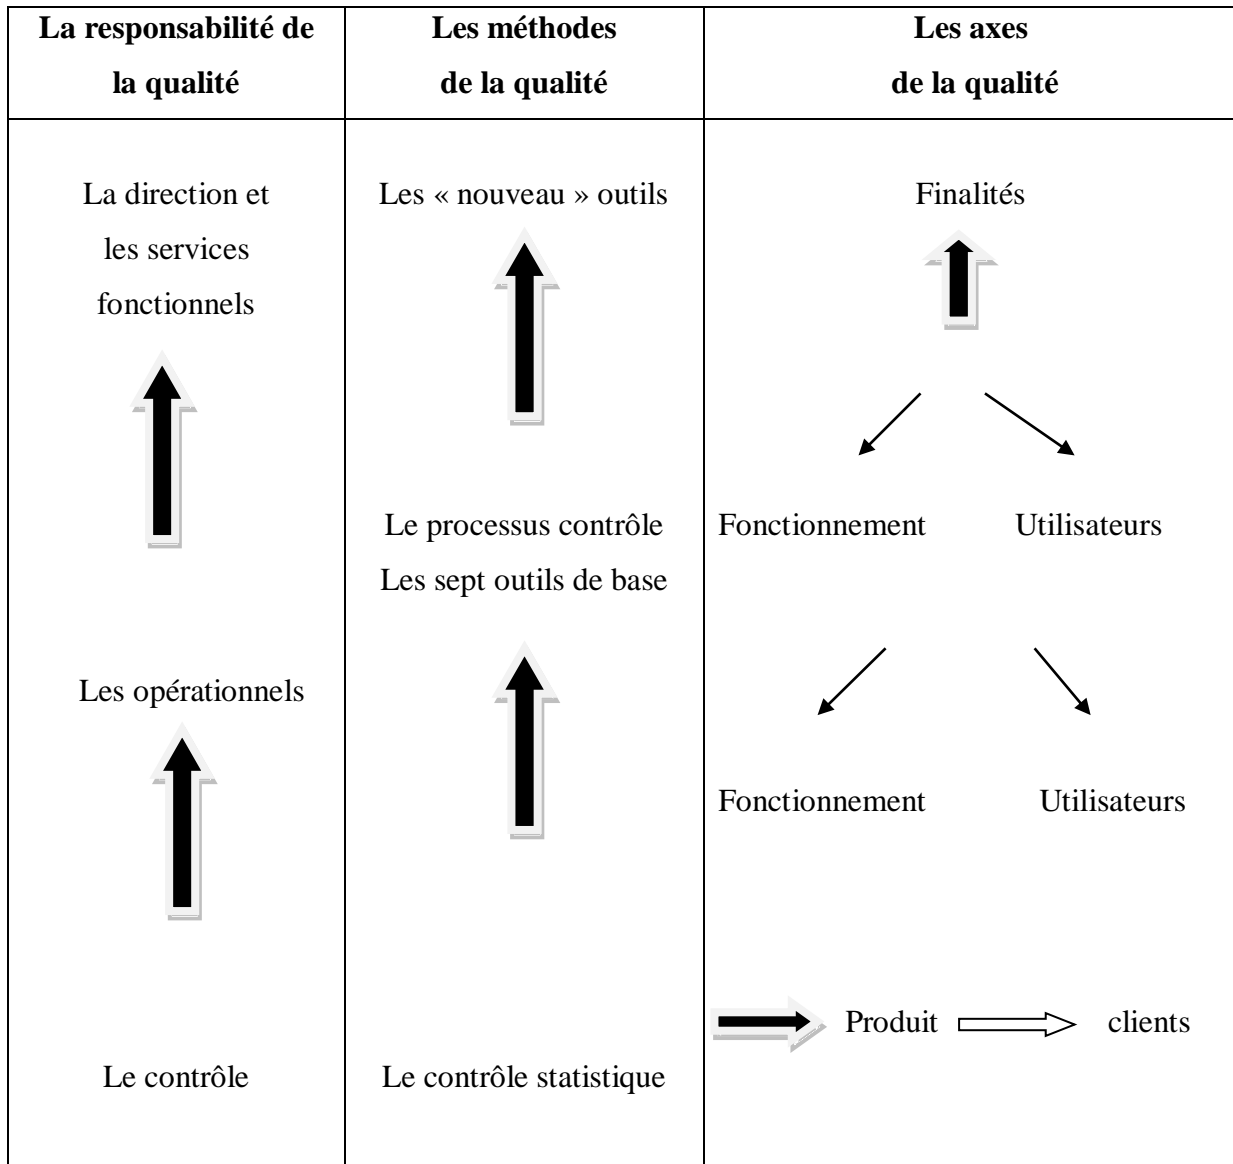 La responsabilité de
la qualité
Les méthodes
de la qualité
Les axes
de la qualité
La direction et
les services
fonctionnels
Les opérationnels
Le contrôle
Les « nouveau » outils
Le processus contrôle
Les sept outils de base
Le contrôle statistique
Finalités
Fonctionnement Utilisateurs
Fonctionnement Utilisateurs
Produit clients